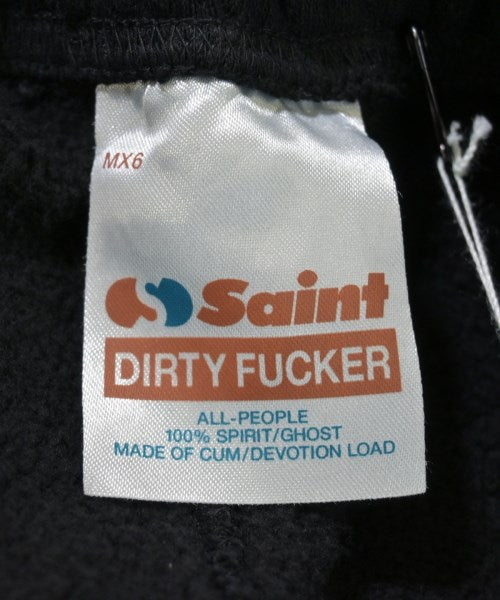 MX6
Saint
DIRTY FUCKER
ALL-PEOPLE
100% SPIRIT/GHOST
MADE OF CUM/DEVOTION LOAD